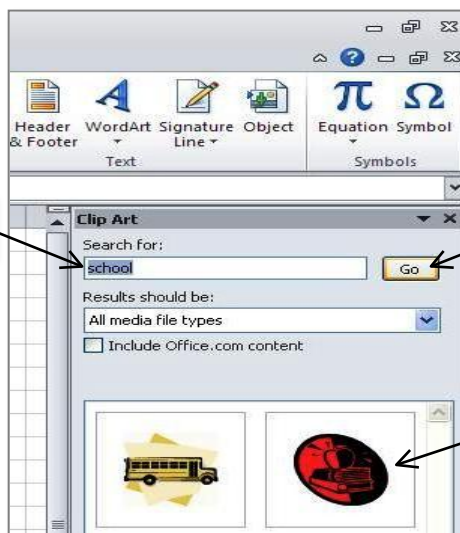 Header & Footer
WordArt
Signature Line
Object
Equation
Symbol
Text
Symbols
Clip Art
Search for:
school
Go
Results should be:
All media file types
Include Office.com content